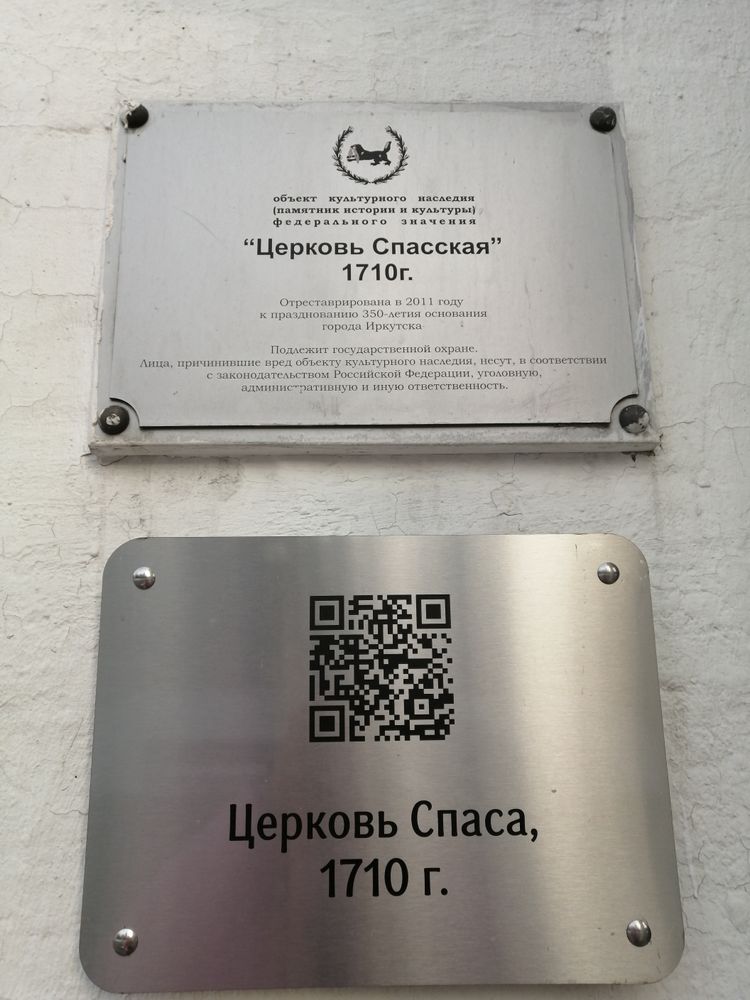 объект культурного наследия
(памятник истории и культуры)
федерального значения
“Церковь Спасская”
1710г.
Отреставрирована в 2011 году
к празднованию 350-летия основания
города Иркутска
Подлежит государственной охране.
Лица, причинившие вред объекту культурного наследия, несут, в соответствии
с законодательством Российской Федерации, уголовную,
административную и иную ответственность.
Церковь Спаса,
1710 г.